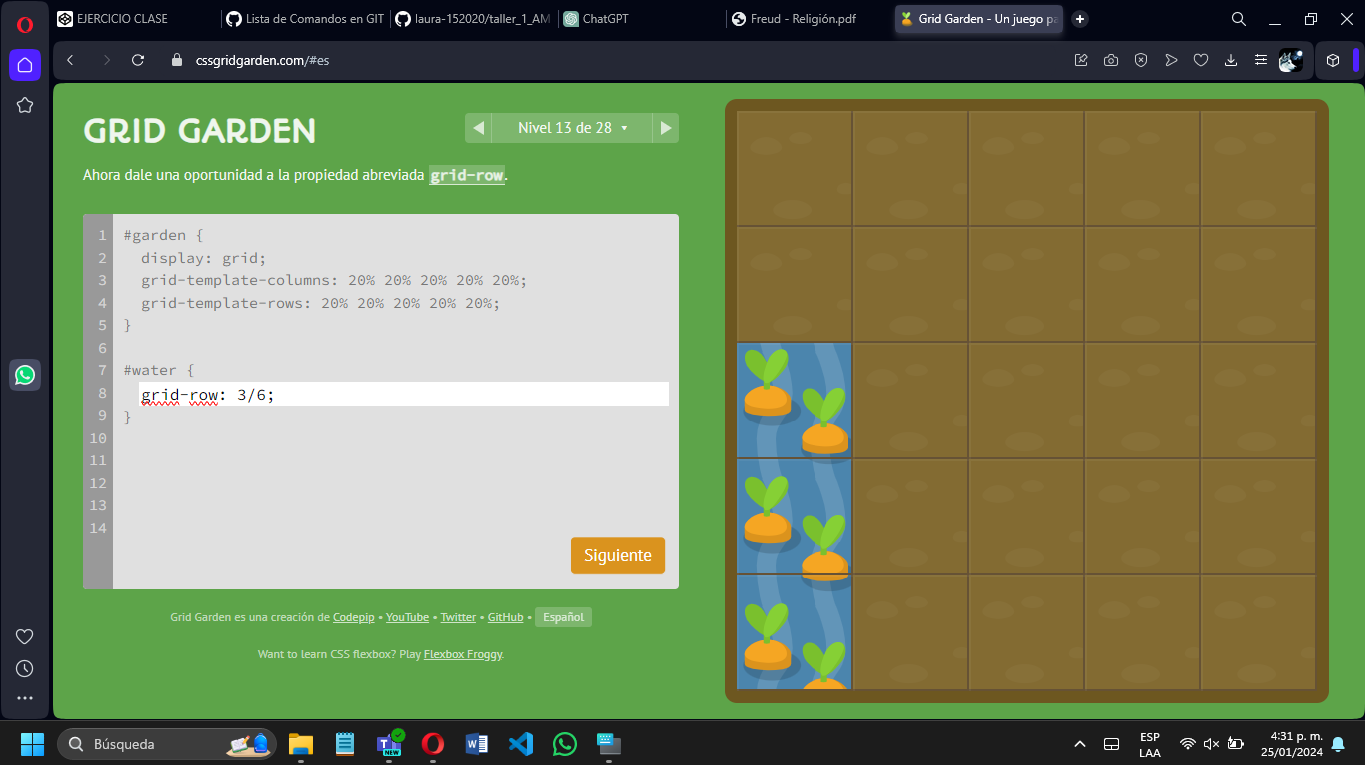 EJERCICIO CLASE
Lista de Comandos en GIT
laura-152020/taller_1_AM
ChatGPT
Freud - Religión.pdf
Grid Garden - Un juego pa
cssgridgarden.com/#es
GRID GARDEN
Nivel 13 de 28
Ahora dale una oportunidad a la propiedad abreviada grid-row.
1 #garden {
2 display: grid;
3 grid-template-columns: 20% 20% 20% 20% 20%;
4 grid-template-rows: 20% 20% 20% 20% 20%;
5 }
6
7 #water {
8 grid-row: 3/6;
9 }
10
11
12
13
14
Siguiente
Grid Garden es una creación de Codepip • YouTube • Twitter • GitHub • Español
Want to learn CSS flexbox? Play Flexbox Froggy.
Búsqueda
NEW
ESP
LAA
4:31 p. m.
25/01/2024